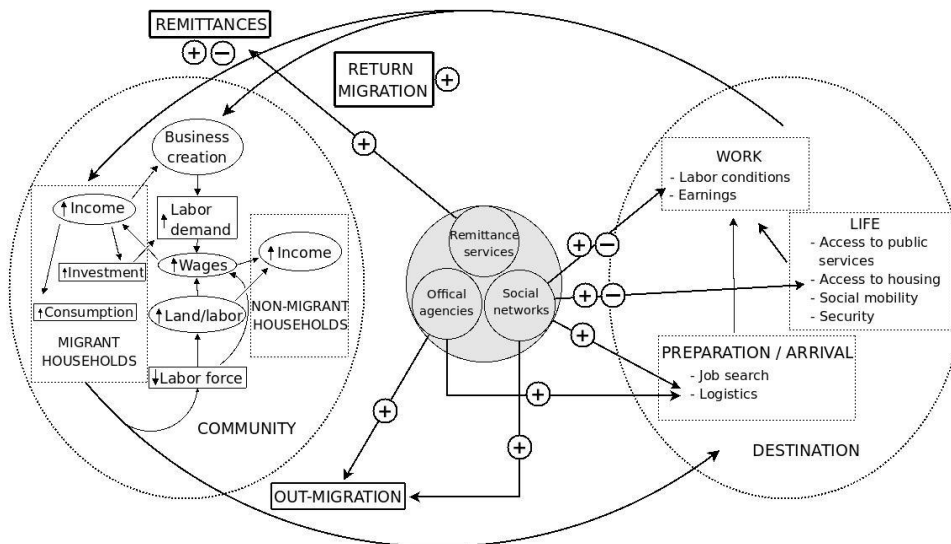 REMITTANCES
+ −
RETURN
MIGRATION
+
Business
creation
↑ Income
↑ Labor
demand
↑Investment
↑ Wages
↑ Income
↑Consumption
↑Land/labor
NON-MIGRANT
HOUSEHOLDS
MIGRANT
HOUSEHOLDS
↓Labor force
COMMUNITY
+
Remittance
services
Offical
agencies
Social
networks
+ −
+ −
+
+
+
+
OUT-MIGRATION
WORK
- Labor conditions
- Earnings
LIFE
- Access to public
services
- Access to housing
- Social mobility
- Security
PREPARATION / ARRIVAL
- Job search
- Logistics
DESTINATION